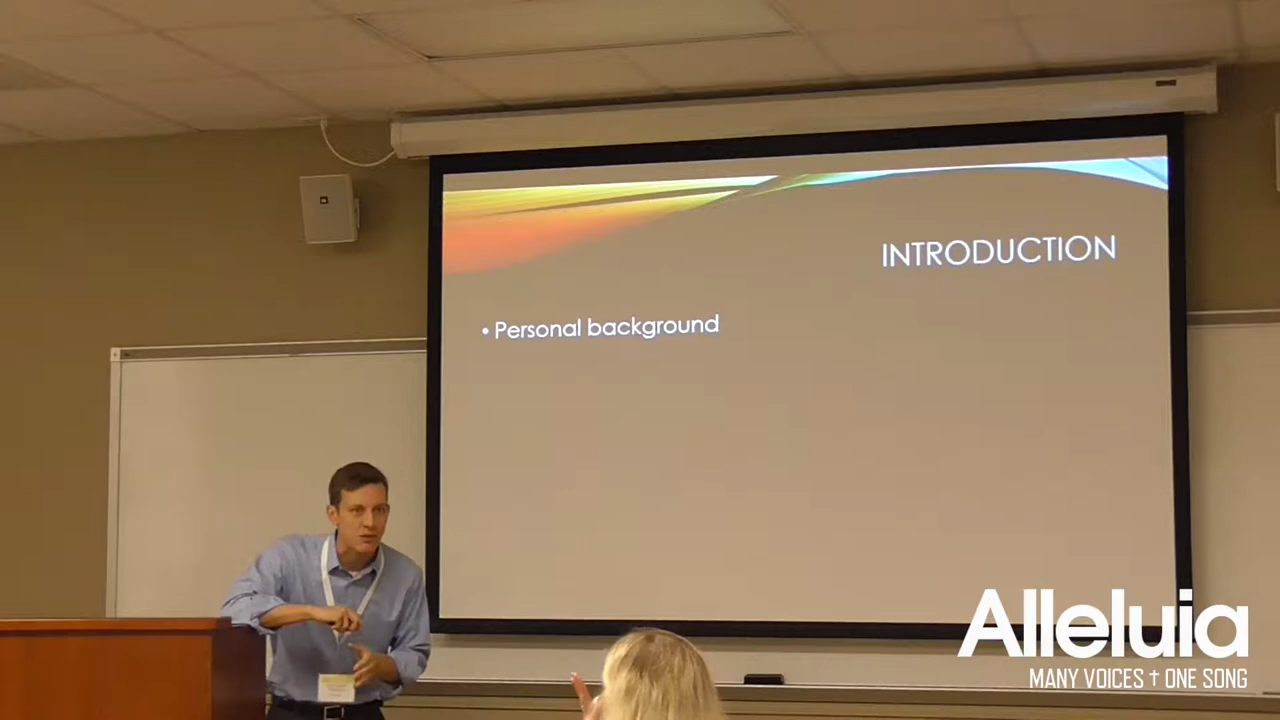 INTRODUCTION
• Personal background
Alleluia
MANY VOICES † ONE SONG